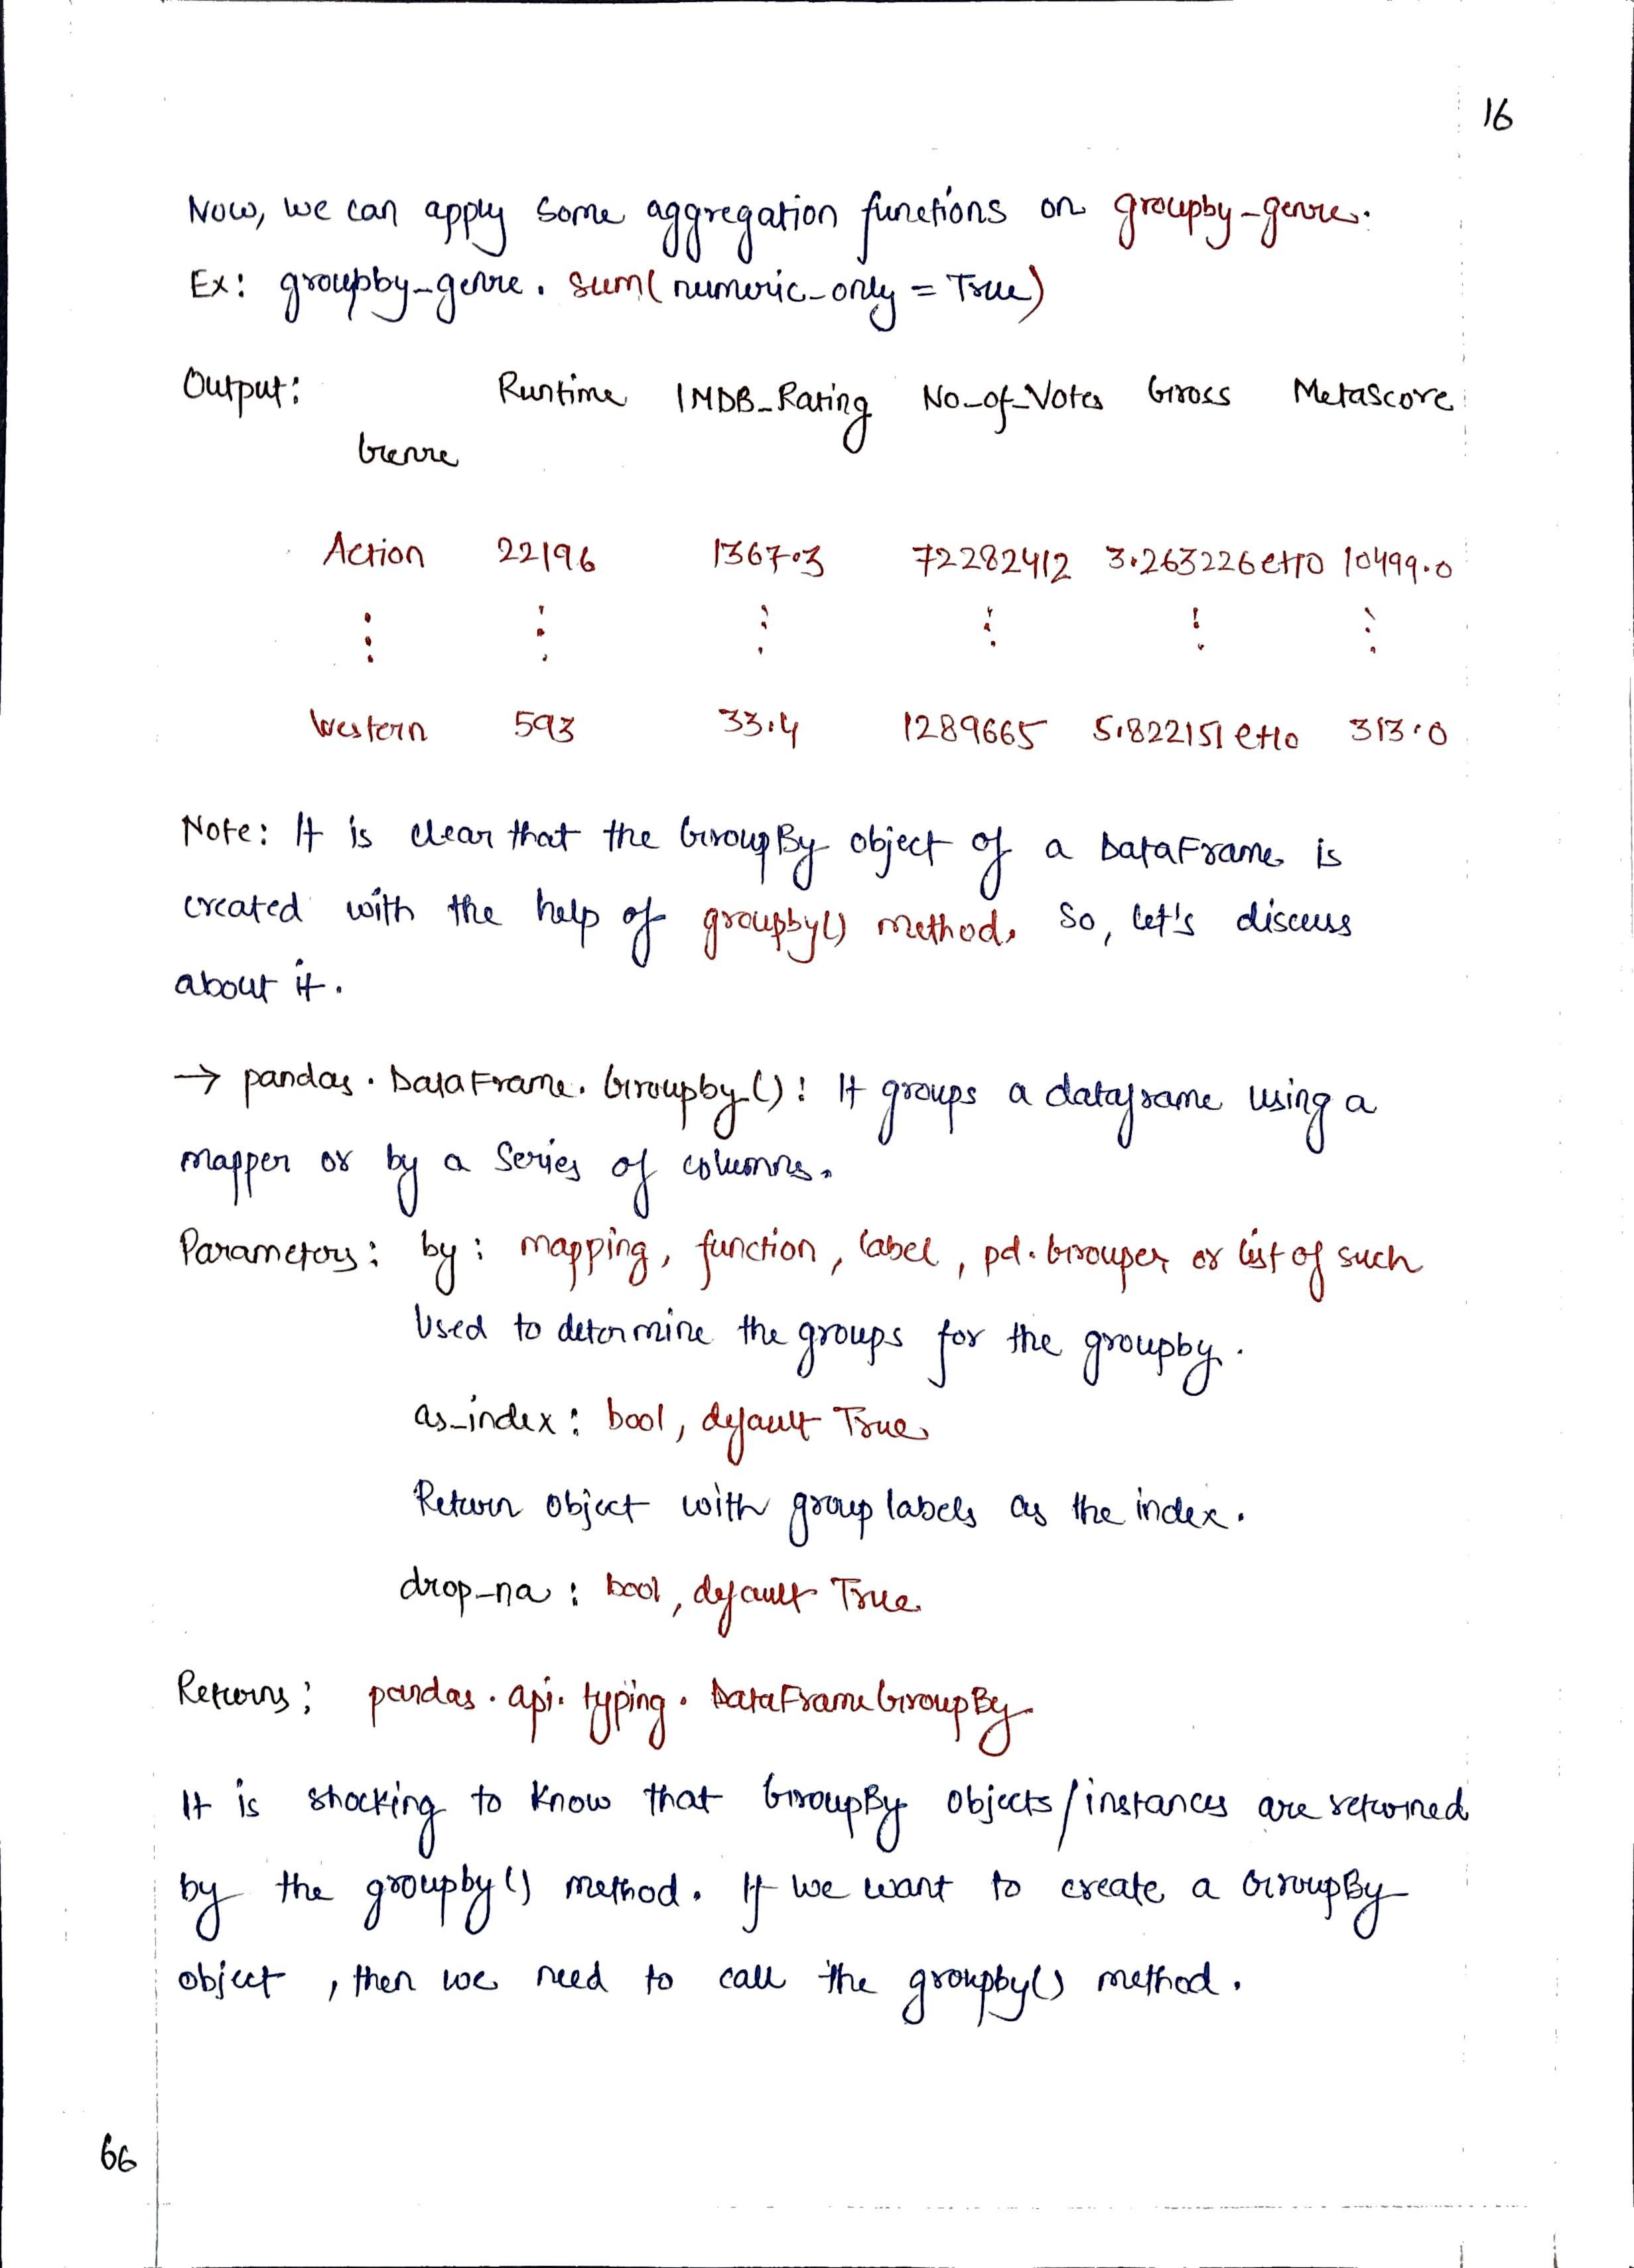 16
Now, we can apply some aggregation functions on groupby-genre.
Ex: groupby-genre.sum(numeric_only = True)
Output: Runtime IMDB_Rating No_of_Votes Gross Metascore
Genre
Action 22196 1367.3 72282412 3.263226e+10 10499.0
⋮ ⋮ ⋮ ⋮ ⋮ ⋮
Western 593 33.4 1289665 5.822151e+10 313.0
Note: It is clear that the GroupBy object of a DataFrame is
created with the help of groupby() method. So, let's discuss
about it.
→ pandas.DataFrame.Groupby(): It groups a dataframe using a
mapper or by a series of columns.
Parameters: by: mapping, function, label, pd.Grouper or list of such
Used to determine the groups for the groupby.
as_index: bool, default True
Return object with group labels as the index.
drop_na: bool, default True
Returns: pandas.api.typing.DataFrameGroupBy
It is shocking to know that GroupBy objects/instances are returned
by the groupby() method. If we want to create a GroupBy
object, then we need to call the groupby() method.
66